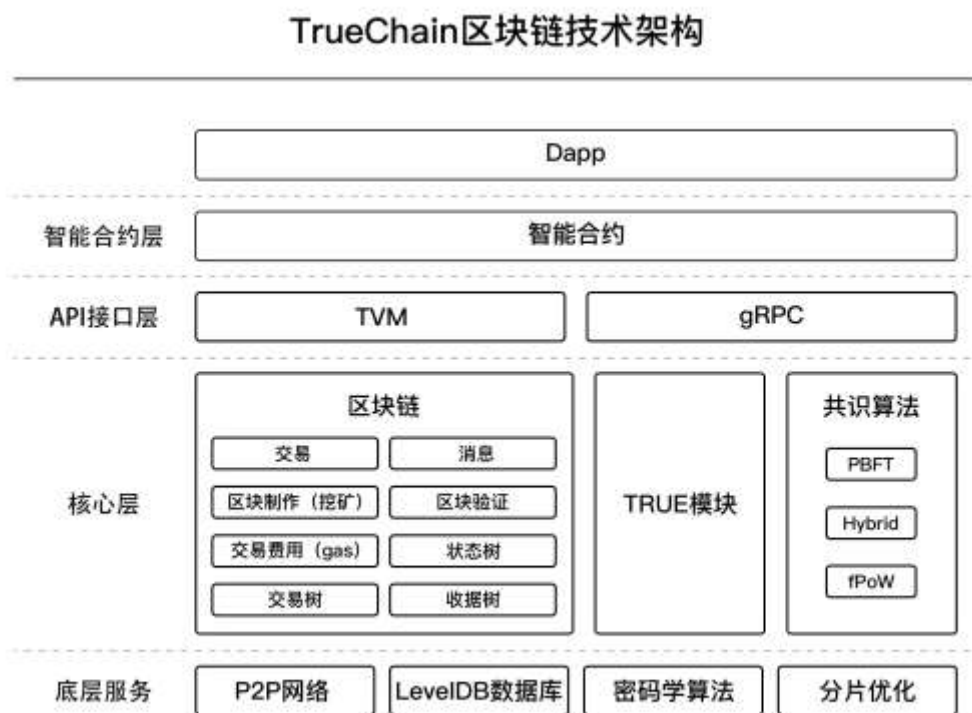 TrueChain区块链技术架构
Dapp
智能合约层
智能合约
API接口层
TVM
gRPC
核心层
区块链
交易
消息
区块制作（挖矿）
区块验证
交易费用（gas）
状态树
交易树
收据树
TRUE模块
共识算法
PBFT
Hybrid
fPoW
底层服务
P2P网络
LevelDB数据库
密码学算法
分片优化